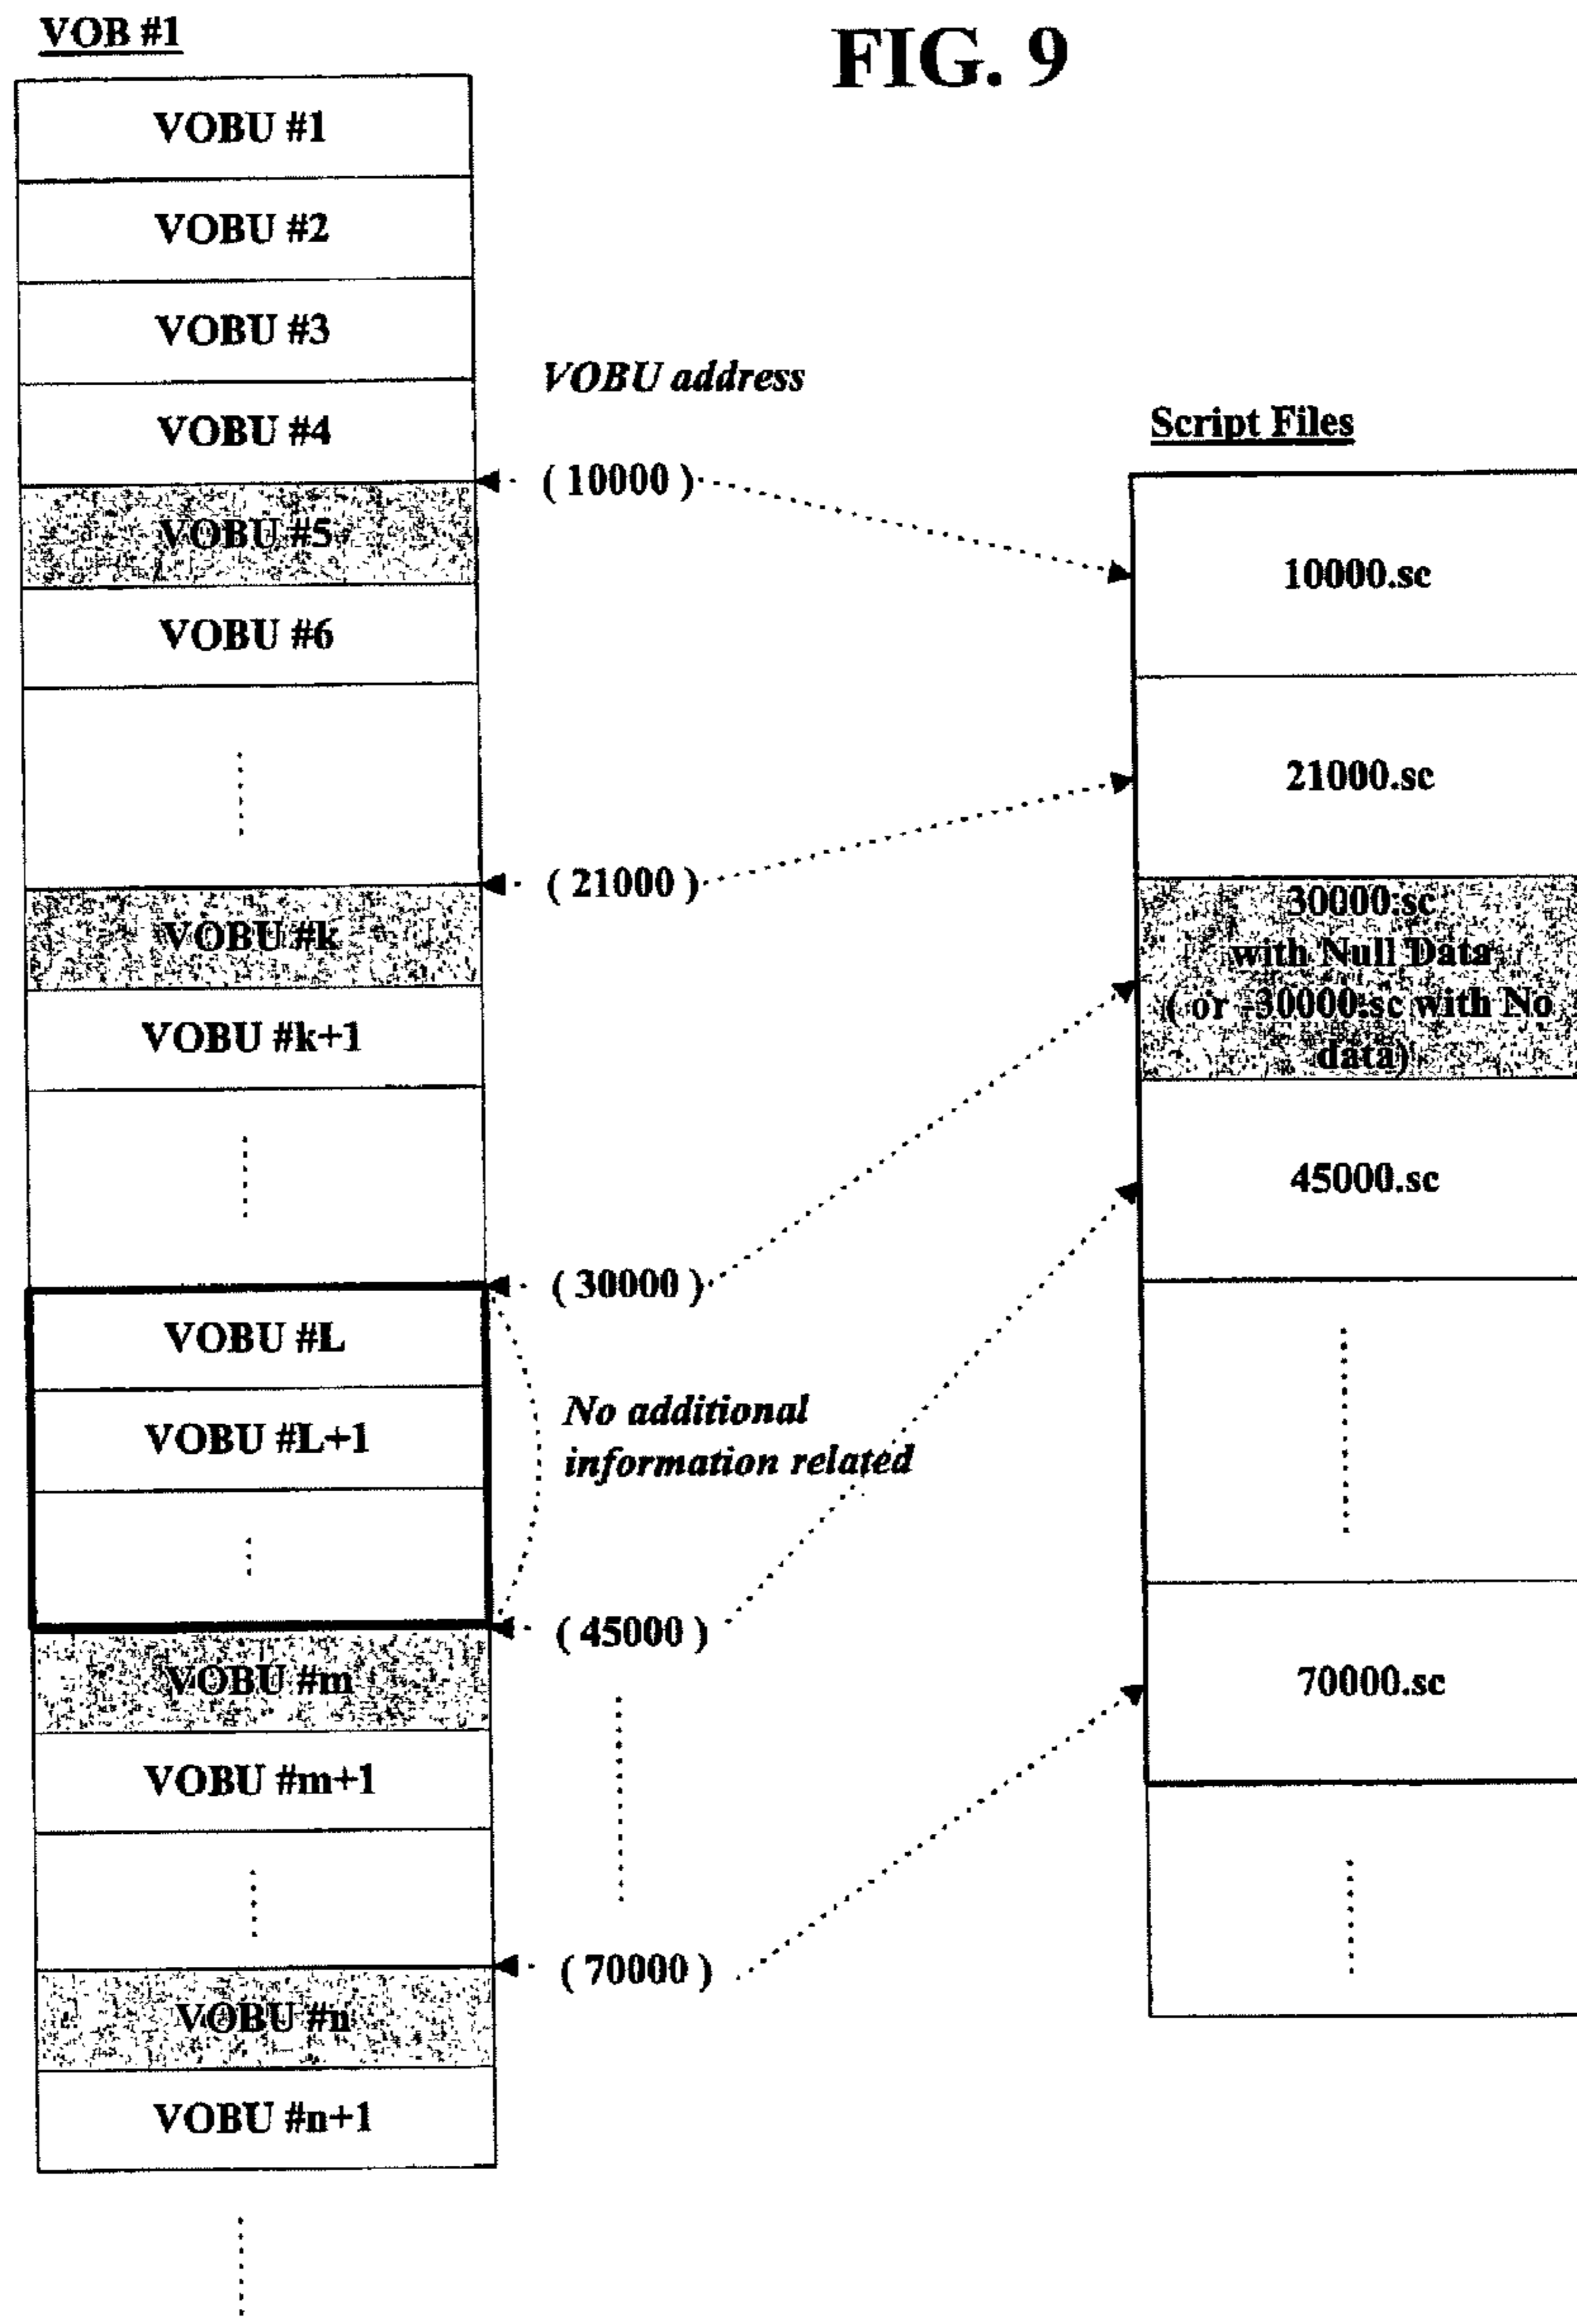 VOB #1
FIG. 9
VOBU #1
VOBU #2
VOBU #3
VOBU #4
VOBU #5
VOBU #6
VOBU #k
VOBU #k+1
VOBU #L
VOBU #L+1
VOBU #m
VOBU #m+1
VOBU #n
VOBU #n+1
VOBU address
( 10000 )
( 21000 )
( 30000 )
No additional
information related
( 45000 )
( 70000 )
Script Files
10000.sc
21000.sc
30000.sc
with Null Data
( or -30000.sc with No
data)
45000.sc
70000.sc